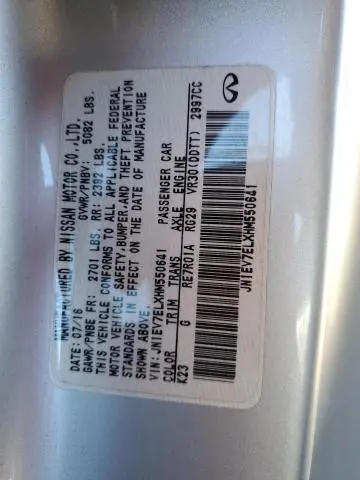 MANUFACTURED BY NISSAN MOTOR CO.,LTD.
DATE: 07/16 GVWR/PNBV: 5082 LBS.
GAWR/PNBE FR: 2701 LBS. RR: 2392 LBS.
THIS VEHICLE CONFORMS TO ALL APPLICABLE FEDERAL
MOTOR VEHICLE SAFETY,BUMPER,AND THEFT PREVENTION
STANDARDS IN EFFECT ON THE DATE OF MANUFACTURE
SHOWN ABOVE.
VIN: JN1EV7ELXHM550641 PASSENGER CAR
COLOR TRIM TRANS AXLE ENGINE
K23 G RE7R01A RG29 VR30(DDTT) 2997CC
JN1EV7ELXHM550641